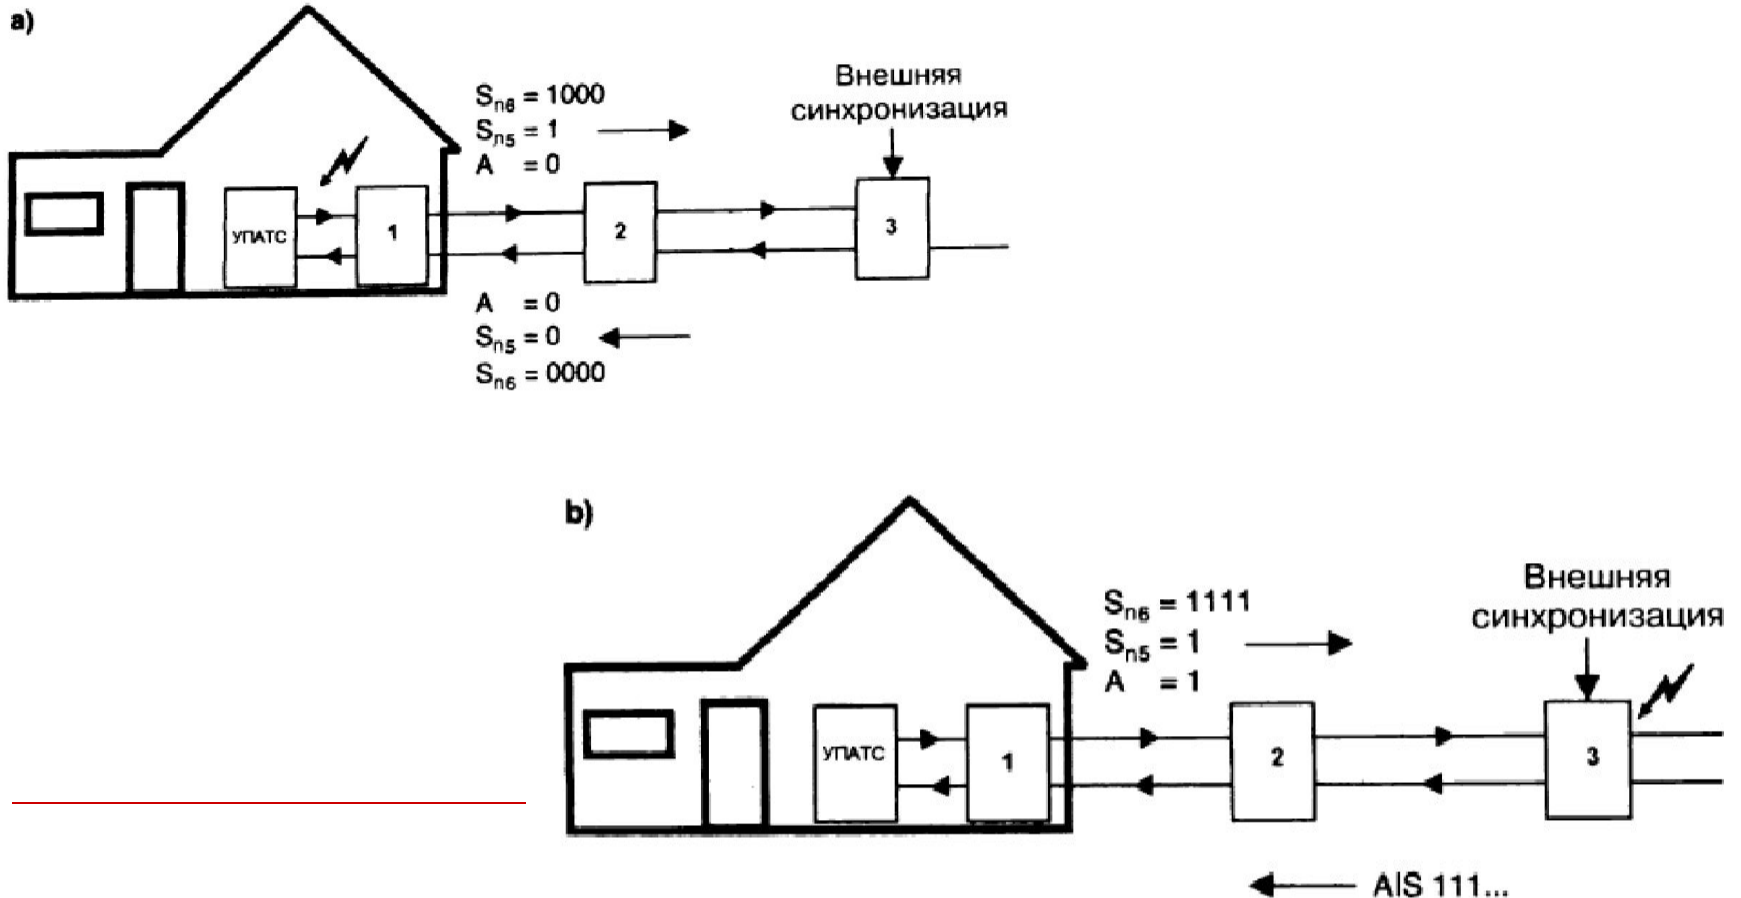 a)
Sn6 = 1000
Sn5 = 1
A = 0
Внешняя
синхронизация
УПАТС
1
2
3
A = 0
Sn5 = 0
Sn6 = 0000
b)
Sn6 = 1111
Sn5 = 1
A = 1
Внешняя
синхронизация
УПАТС
1
2
3
AIS 111...